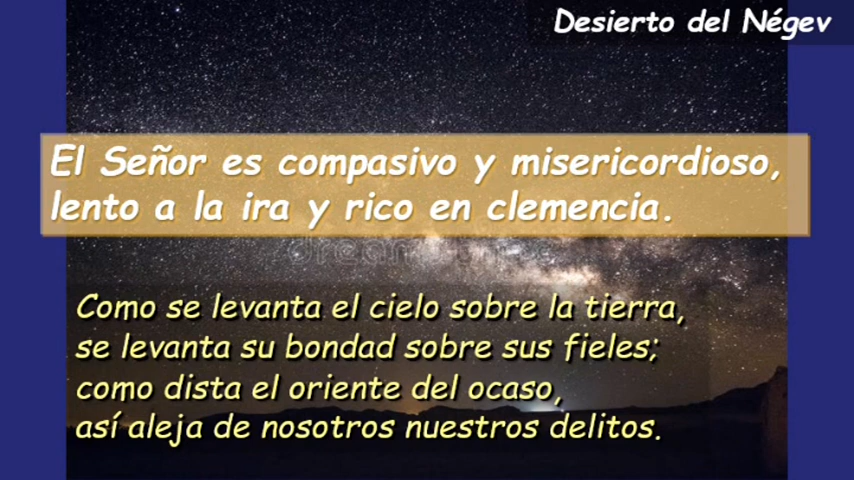 Desierto del Négev
El Señor es compasivo y misericordioso,
lento a la ira y rico en clemencia.
Como se levanta el cielo sobre la tierra,
se levanta su bondad sobre sus fieles;
como dista el oriente del ocaso,
así aleja de nosotros nuestros delitos.